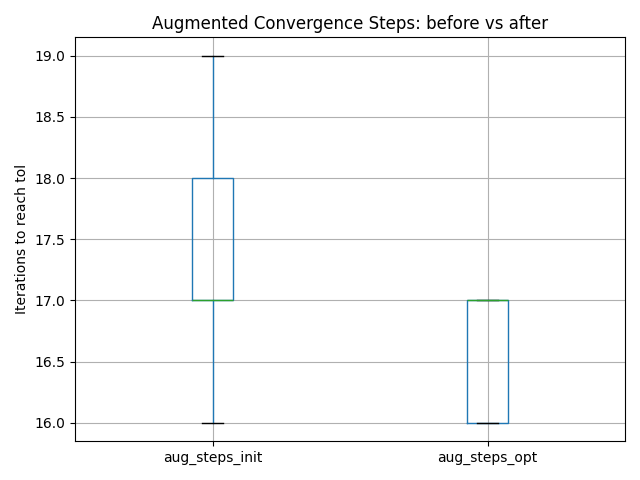 Augmented Convergence Steps: before vs after
Iterations to reach tol
19.0
18.5
18.0
17.5
17.0
16.5
16.0
aug_steps_init
aug_steps_opt